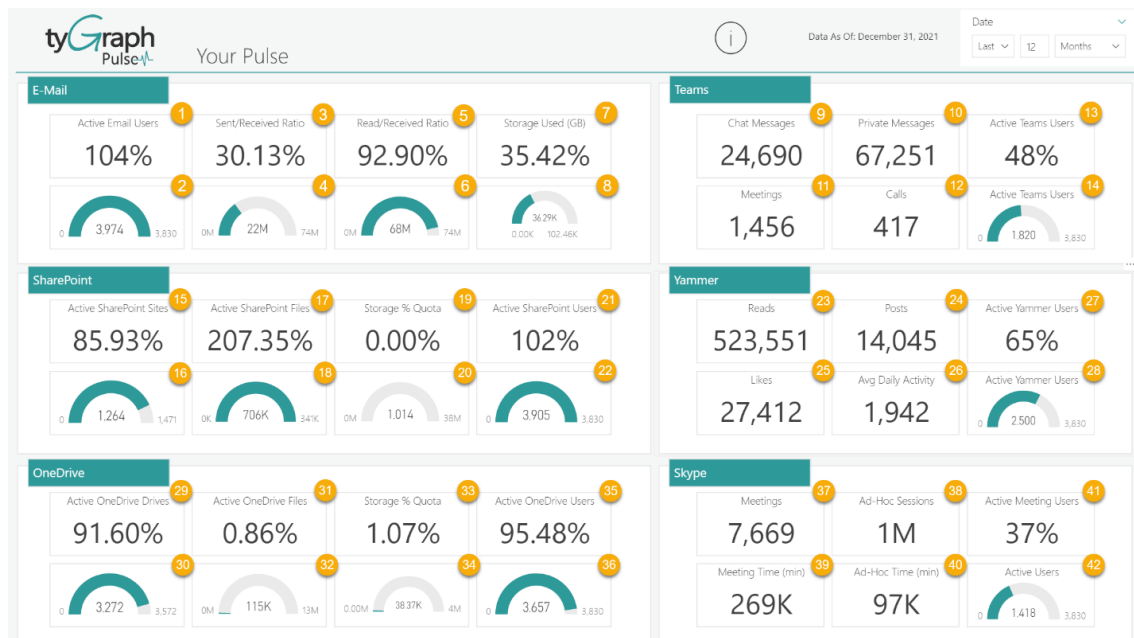 tyGraph
Pulse
Your Pulse
i
Data As Of: December 31, 2021
Date
Last 12 Months
E-Mail
1 3 5 7
Active Email Users Sent/Received Ratio Read/Received Ratio Storage Used (GB)
104% 30.13% 92.90% 35.42%
2 4 6 8
0 3.974 3,830 0M 22M 74M 0M 68M 74M 36.29K
0.00K 102.46K
Teams
9 10 13
Chat Messages Private Messages Active Teams Users
24,690 67,251 48%
11 12 14
Meetings Calls Active Teams Users
1,456 417 0 1.820 3,830
...
SharePoint
15 17 19 21
Active SharePoint Sites Active SharePoint Files Storage % Quota Active SharePoint Users
85.93% 207.35% 0.00% 102%
16 18 20 22
0 1,264 1,471 0K 706K 341K 0M 1.014 38M 0 3.905 3.830
Yammer
23 24 27
Reads Posts Active Yammer Users
523,551 14,045 65%
25 26 28
Likes Avg Daily Activity Active Yammer Users
27,412 1,942 0 2.500 3,830
OneDrive
29 31 33 35
Active OneDrive Drives Active OneDrive Files Storage % Quota Active OneDrive Users
91.60% 0.86% 1.07% 95.48%
30 32 34 36
0 3.272 3,572 0M 115K 13M 0.00M 38.37K 4M 0 3.657 3.830
Skype
37 38 41
Meetings Ad-Hoc Sessions Active Meeting Users
7,669 1M 37%
39 40 42
Meeting Time (min) Ad-Hoc Time (min) Active Users
269K 97K 0 1.418 3,830